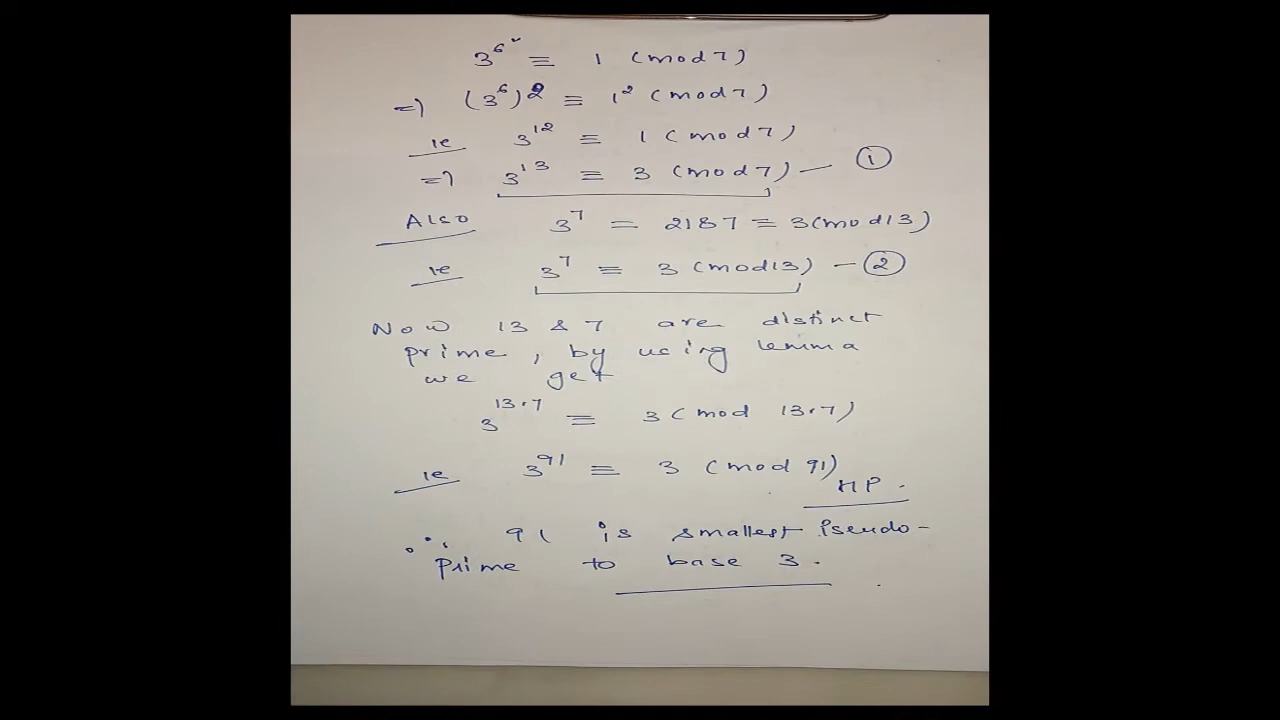 3^6 ≡ 1 (mod 7)
=) (3^6)^2 ≡ 1^2 (mod 7)
ie 3^12 ≡ 1 (mod 7)
=) 3^13 ≡ 3 (mod 7) — ①
Also 3^7 = 2187 ≡ 3 (mod 13)
ie 3^7 ≡ 3 (mod 13) — ②
Now 13 & 7 are distinct
prime, by using lemma
we get
3^13.7 ≡ 3 (mod 13.7)
ie 3^91 ≡ 3 (mod 91)
HP.
∴ 91 is smallest Pseudo-
prime to base 3.